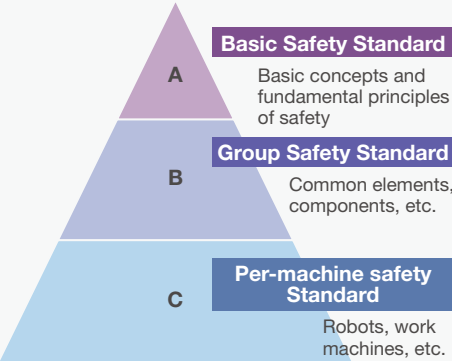 A
Basic Safety Standard
Basic concepts and
fundamental principles
of safety
B
Group Safety Standard
Common elements,
components, etc.
C
Per-machine safety
Standard
Robots, work
machines, etc.